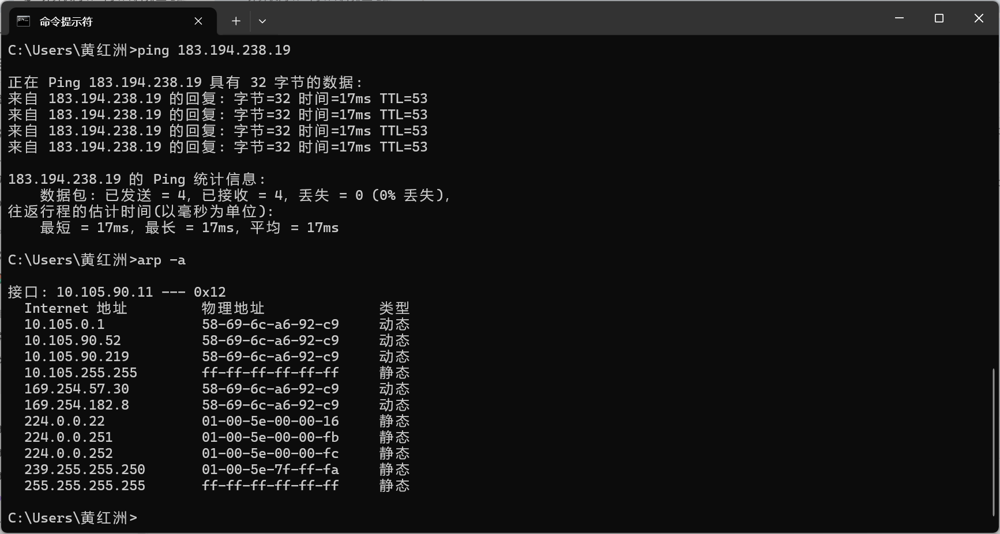 命令提示符
C:\Users\黄红洲>ping 183.194.238.19
正在 Ping 183.194.238.19 具有 32 字节的数据:
来自 183.194.238.19 的回复: 字节=32 时间=17ms TTL=53
来自 183.194.238.19 的回复: 字节=32 时间=17ms TTL=53
来自 183.194.238.19 的回复: 字节=32 时间=17ms TTL=53
来自 183.194.238.19 的回复: 字节=32 时间=17ms TTL=53
183.194.238.19 的 Ping 统计信息:
数据包: 已发送 = 4, 已接收 = 4, 丢失 = 0 (0% 丢失),
往返行程的估计时间(以毫秒为单位):
最短 = 17ms, 最长 = 17ms, 平均 = 17ms
C:\Users\黄红洲>arp -a
接口: 10.105.90.11 --- 0x12
Internet 地址 物理地址 类型
10.105.0.1 58-69-6c-a6-92-c9 动态
10.105.90.52 58-69-6c-a6-92-c9 动态
10.105.90.219 58-69-6c-a6-92-c9 动态
10.105.255.255 ff-ff-ff-ff-ff-ff 静态
169.254.57.30 58-69-6c-a6-92-c9 动态
169.254.182.8 58-69-6c-a6-92-c9 动态
224.0.0.22 01-00-5e-00-00-16 静态
224.0.0.251 01-00-5e-00-00-fb 静态
224.0.0.252 01-00-5e-00-00-fc 静态
239.255.255.250 01-00-5e-7f-ff-fa 静态
255.255.255.255 ff-ff-ff-ff-ff-ff 静态
C:\Users\黄红洲>